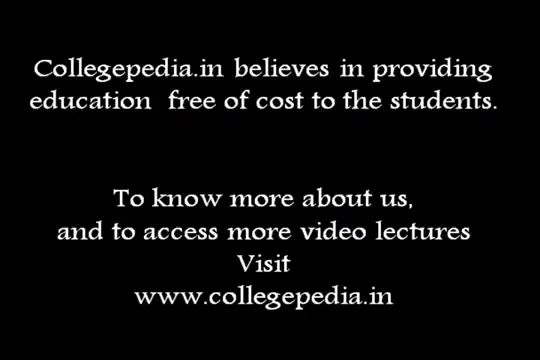 Collegepedia.in believes in providing
education  free of cost to the students.
To know more about us,
and to access more video lectures
Visit
www.collegepedia.in